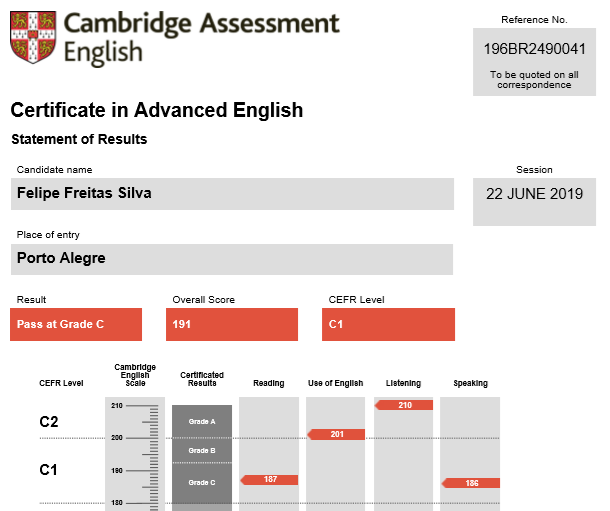 Cambridge Assessment
English
Reference No.
196BR2490041
To be quoted on all
correspondence
Certificate in Advanced English
Statement of Results
Candidate name
Felipe Freitas Silva
Session
22 JUNE 2019
Place of entry
Porto Alegre
Result
Overall Score
CEFR Level
Pass at Grade C
191
C1
CEFR Level
Cambridge
English
Scale
Certificated
Results
Reading
Use of English
Listening
Speaking
210
210
C2
Grade A
201
200
Grade B
C1
190
187
Grade C
186
180